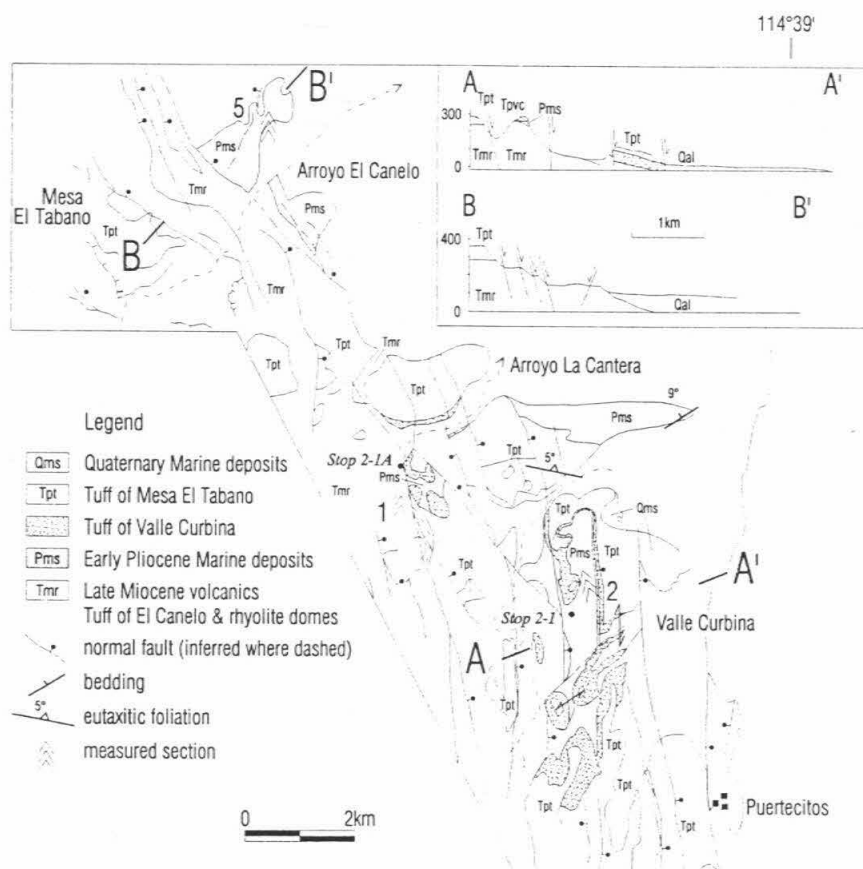 114°39'
B'
5
Pms
Arroyo El Canelo
Mesa
El Tabano
Tmr
Pms
Tpt
B
Tmr
Tpt
Tmr
Tpt
Tpt
A
A'
Tpt
Tpvc
Pms
300
Tpt
Qal
Tmr
Tmr
0
B
B'
1km
400
Tpt
Tmr
Qal
0
Arroyo La Cantera
9°
Pms
Tpt
5°
Stop 2-1A
Pms
Tmr
1
Tpt
Qms
Pms
Tpt
A'
2
Tpt
Stop 2-1
Valle Curbina
A
Tpt
Tpt
Tpt
Tpt
Puertecitos
Legend
Qms Quaternary Marine deposits
Tpt Tuff of Mesa El Tabano
Tuff of Valle Curbina
Pms Early Pliocene Marine deposits
Tmr Late Miocene volcanics
Tuff of El Canelo & rhyolite domes
normal fault (inferred where dashed)
bedding
5° eutaxitic foliation
measured section
0 2km